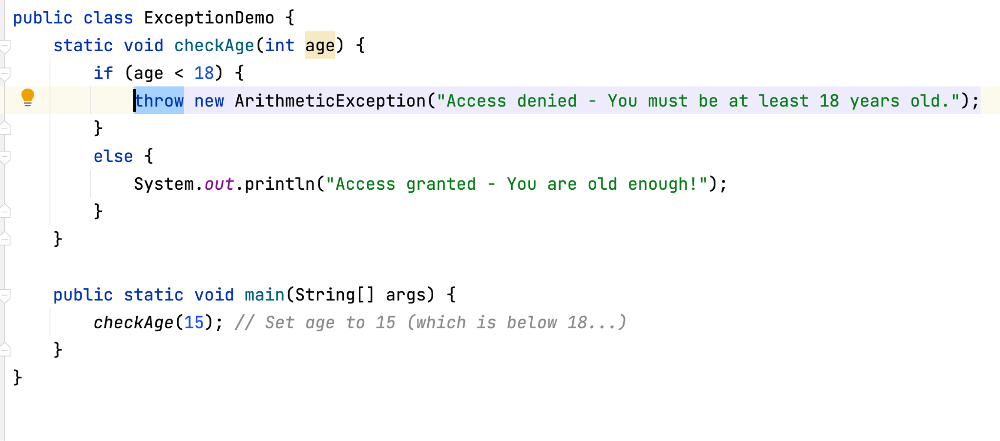 public class ExceptionDemo {
    static void checkAge(int age) {
        if (age < 18) {
            throw new ArithmeticException("Access denied - You must be at least 18 years old.");
        }
        else {
            System.out.println("Access granted - You are old enough!");
        }
    }

    public static void main(String[] args) {
        checkAge(15); // Set age to 15 (which is below 18...)
    }
}